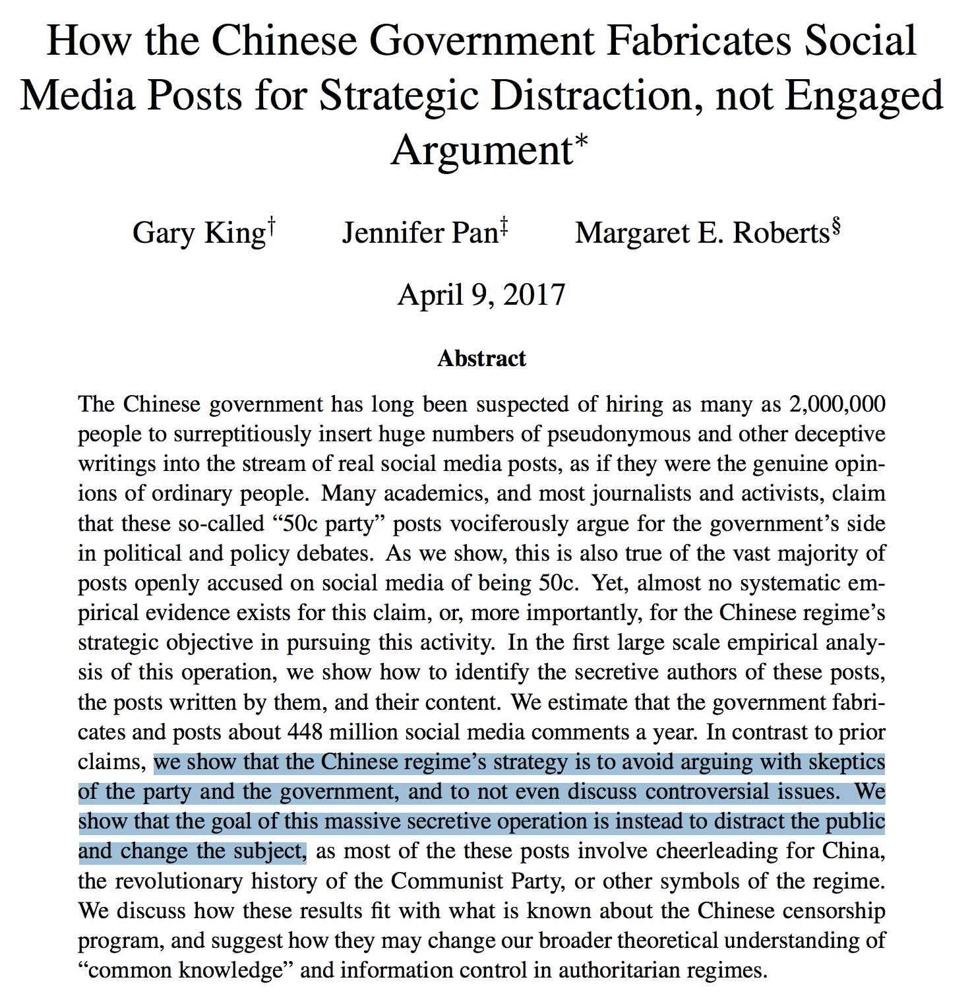 How the Chinese Government Fabricates Social
Media Posts for Strategic Distraction, not Engaged
Argument*
Gary King† Jennifer Pan‡ Margaret E. Roberts§
April 9, 2017
Abstract
The Chinese government has long been suspected of hiring as many as 2,000,000
people to surreptitiously insert huge numbers of pseudonymous and other deceptive
writings into the stream of real social media posts, as if they were the genuine opin-
ions of ordinary people. Many academics, and most journalists and activists, claim
that these so-called “50c party” posts vociferously argue for the government’s side
in political and policy debates. As we show, this is also true of the vast majority of
posts openly accused on social media of being 50c. Yet, almost no systematic em-
pirical evidence exists for this claim, or, more importantly, for the Chinese regime’s
strategic objective in pursuing this activity. In the first large scale empirical analy-
sis of this operation, we show how to identify the secretive authors of these posts,
the posts written by them, and their content. We estimate that the government fabri-
cates and posts about 448 million social media comments a year. In contrast to prior
claims, we show that the Chinese regime’s strategy is to avoid arguing with skeptics
of the party and the government, and to not even discuss controversial issues. We
show that the goal of this massive secretive operation is instead to distract the public
and change the subject, as most of the these posts involve cheerleading for China,
the revolutionary history of the Communist Party, or other symbols of the regime.
We discuss how these results fit with what is known about the Chinese censorship
program, and suggest how they may change our broader theoretical understanding of
“common knowledge” and information control in authoritarian regimes.